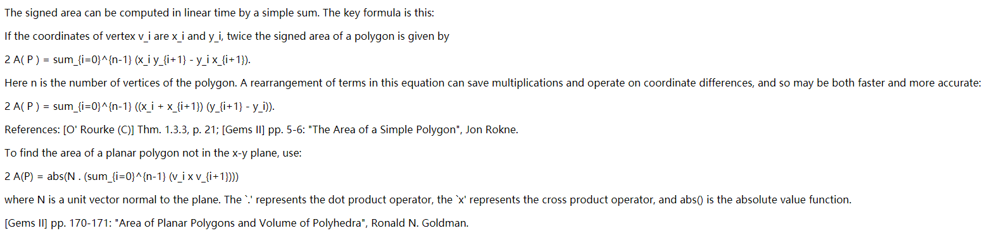 The signed area can be computed in linear time by a simple sum. The key formula is this:
If the coordinates of vertex v_i are x_i and y_i, twice the signed area of a polygon is given by
2 A( P ) = sum_{i=0}^{n-1} (x_i y_{i+1} - y_i x_{i+1}).
Here n is the number of vertices of the polygon. A rearrangement of terms in this equation can save multiplications and operate on coordinate differences, and so may be both faster and more accurate:
2 A( P ) = sum_{i=0}^{n-1} ((x_i + x_{i+1}) (y_{i+1} - y_i)).
References: [O' Rourke (C)] Thm. 1.3.3, p. 21; [Gems II] pp. 5-6: "The Area of a Simple Polygon", Jon Rokne.
To find the area of a planar polygon not in the x-y plane, use:
2 A(P) = abs(N . (sum_{i=0}^{n-1} (v_i x v_{i+1})))
where N is a unit vector normal to the plane. The `.' represents the dot product operator, the `x' represents the cross product operator, and abs() is the absolute value function.
[Gems II] pp. 170-171: "Area of Planar Polygons and Volume of Polyhedra", Ronald N. Goldman.